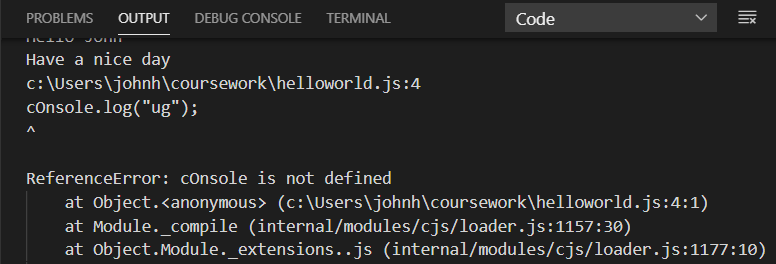 PROBLEMS OUTPUT DEBUG CONSOLE TERMINAL Code
Hello John
Have a nice day
c:\Users\johnh\coursework\helloworld.js:4
cOnsole.log("ug");
^
ReferenceError: cOnsole is not defined
at Object.<anonymous> (c:\Users\johnh\coursework\helloworld.js:4:1)
at Module._compile (internal/modules/cjs/loader.js:1157:30)
at Object.Module._extensions..js (internal/modules/cjs/loader.js:1177:10)